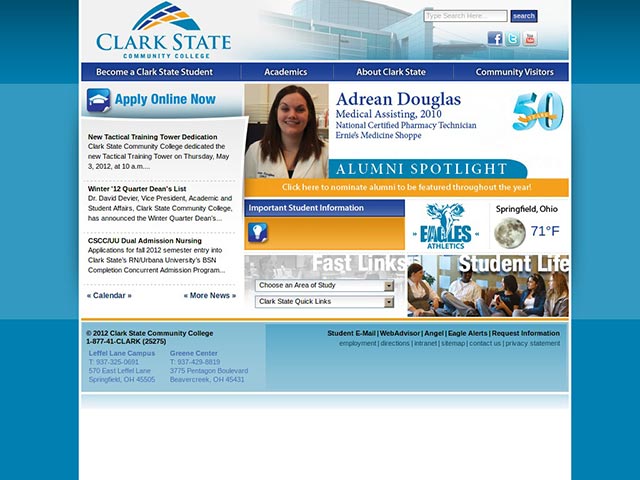 CLARK STATE
COMMUNITY COLLEGE
Type Search Here...
search
Become a Clark State Student
Academics
About Clark State
Community Visitors
Apply Online Now
New Tactical Training Tower Dedication
Clark State Community College dedicated the
new Tactical Training Tower on Thursday, May
3, 2012, at 10 a.m....
Winter '12 Quarter Dean's List
Dr. David Devier, Vice President, Academic and
Student Affairs, Clark State Community College,
has announced the Winter Quarter Dean's...
CSCC/UU Dual Admission Nursing
Applications for fall 2012 semester entry into
Clark State's RN/Urbana University's BSN
Completion Concurrent Admission Program...
« Calendar »
« More News »
Adrean Douglas
Medical Assisting, 2010
National Certified Pharmacy Technician
Ernie's Medicine Shoppe
50
ALUMNI SPOTLIGHT
Click here to nominate alumni to be featured throughout the year!
Important Student Information
EAGLES
ATHLETICS
Springfield, Ohio
71°F
Fast Links
Student Life
Choose an Area of Study
Clark State Quick Links
© 2012 Clark State Community College
1-877-41-CLARK (25275)
Leffel Lane Campus
T: 937-325-0691
570 East Leffel Lane
Springfield, OH 45505
Greene Center
T: 937-429-8819
3775 Pentagon Boulevard
Beavercreek, OH 45431
Student E-Mail | WebAdvisor | Angel | Eagle Alerts | Request Information
employment | directions | intranet | sitemap | contact us | privacy statement